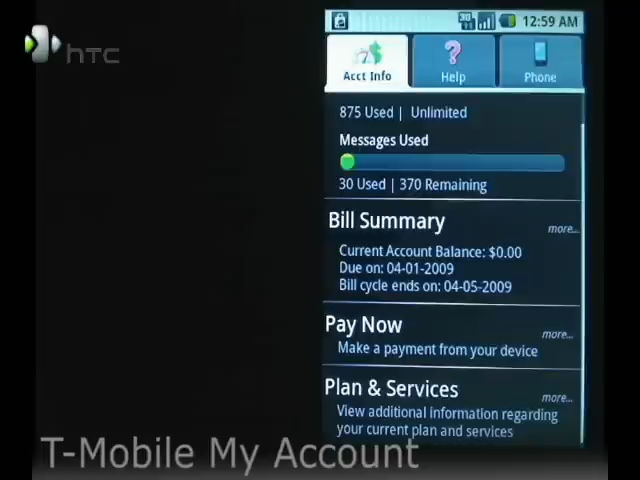 htc
3G
12:59 AM
Acct Info
Help
Phone
875 Used | Unlimited
Messages Used
30 Used | 370 Remaining
Bill Summary
more...
Current Account Balance: $0.00
Due on: 04-01-2009
Bill cycle ends on: 04-05-2009
Pay Now
more...
Make a payment from your device
Plan & Services
more...
View additional information regarding
your current plan and services
T-Mobile My Account